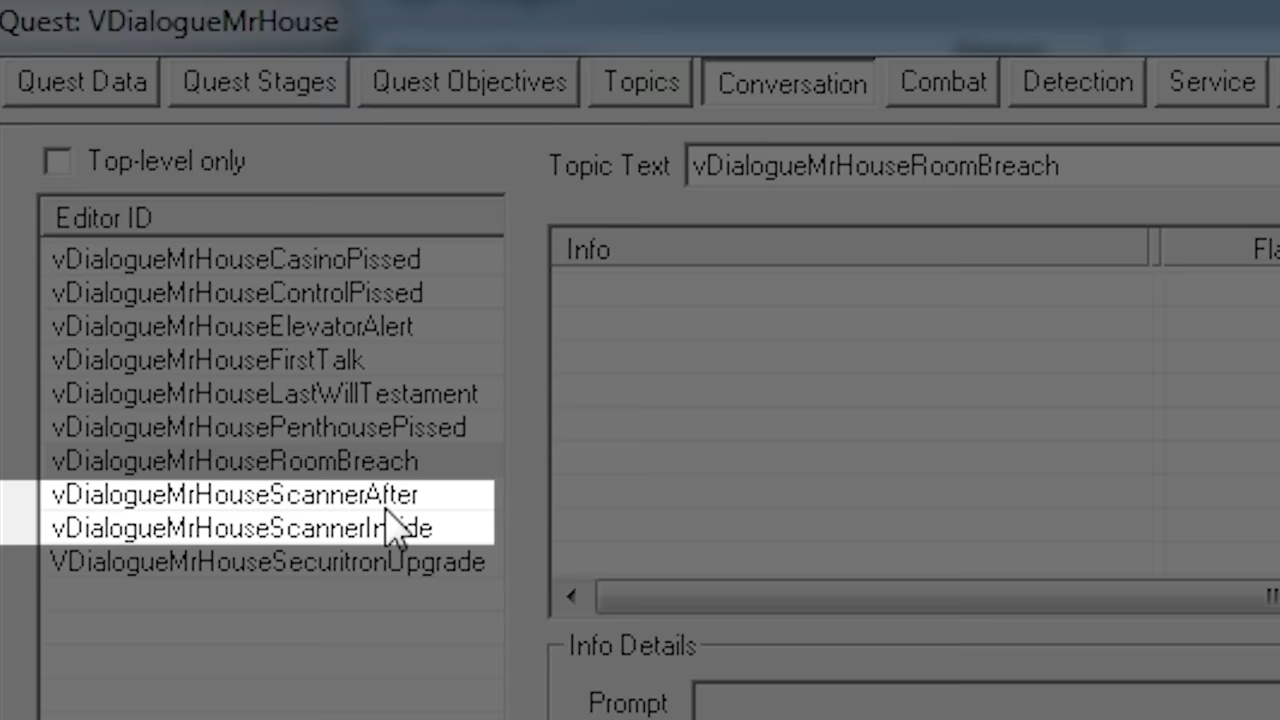 Quest: VDialogueMrHouse
Quest Data Quest Stages Quest Objectives Topics Conversation Combat Detection Service
Top-level only
Topic Text vDialogueMrHouseRoomBreach
Editor ID
Info
vDialogueMrHouseCasinoPissed
vDialogueMrHouseControlPissed
vDialogueMrHouseElevatorAlert
vDialogueMrHouseFirstTalk
vDialogueMrHouseLastWillTestament
vDialogueMrHousePenthousePissed
vDialogueMrHouseRoomBreach
vDialogueMrHouseScannerAfter
vDialogueMrHouseScannerInside
VDialogueMrHouseSecuritronUpgrade
Info Details
Prompt